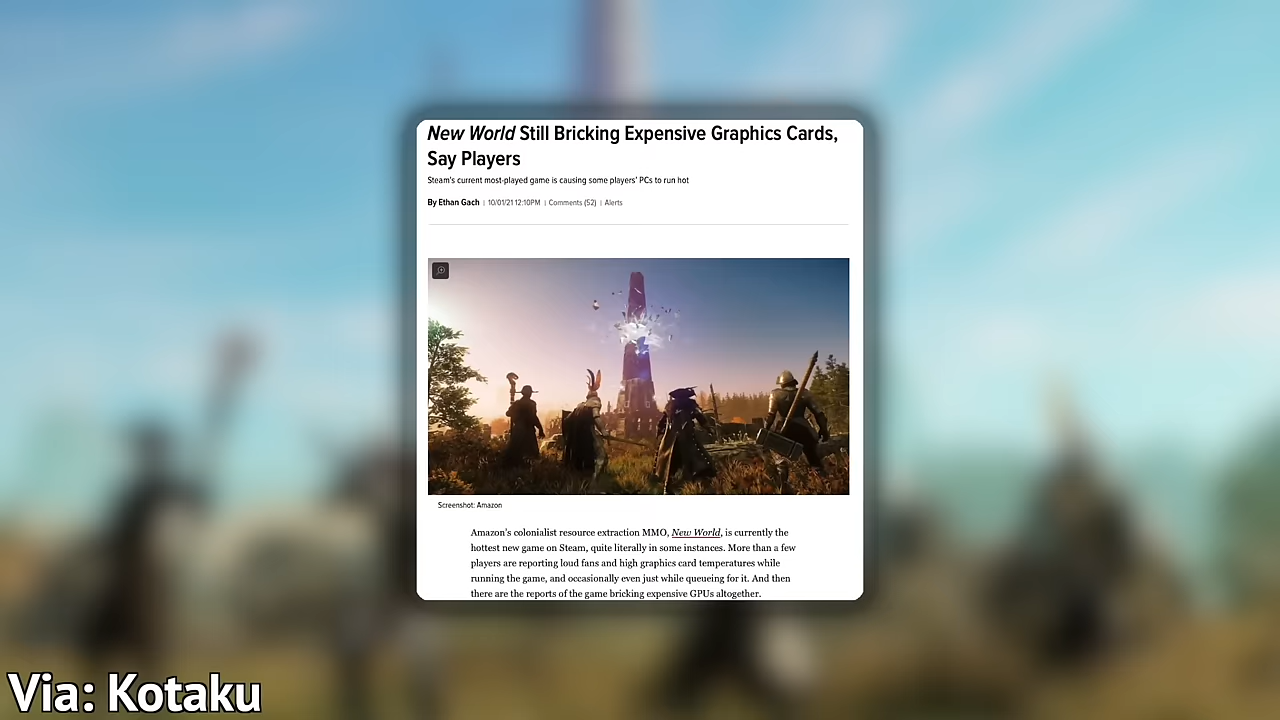 New World Still Bricking Expensive Graphics Cards,
Say Players
Steam's current most-played game is causing some players' PCs to run hot
By Ethan Gach | 10/01/21 12:10PM | Comments (52) | Alerts
Screenshot: Amazon
Amazon's colonialist resource extraction MMO, New World, is currently the
hottest new game on Steam, quite literally in some instances. More than a few
players are reporting loud fans and high graphics card temperatures while
running the game, and occasionally even just while queueing for it. And then
there are the reports of the game bricking expensive GPUs altogether.
Via: Kotaku